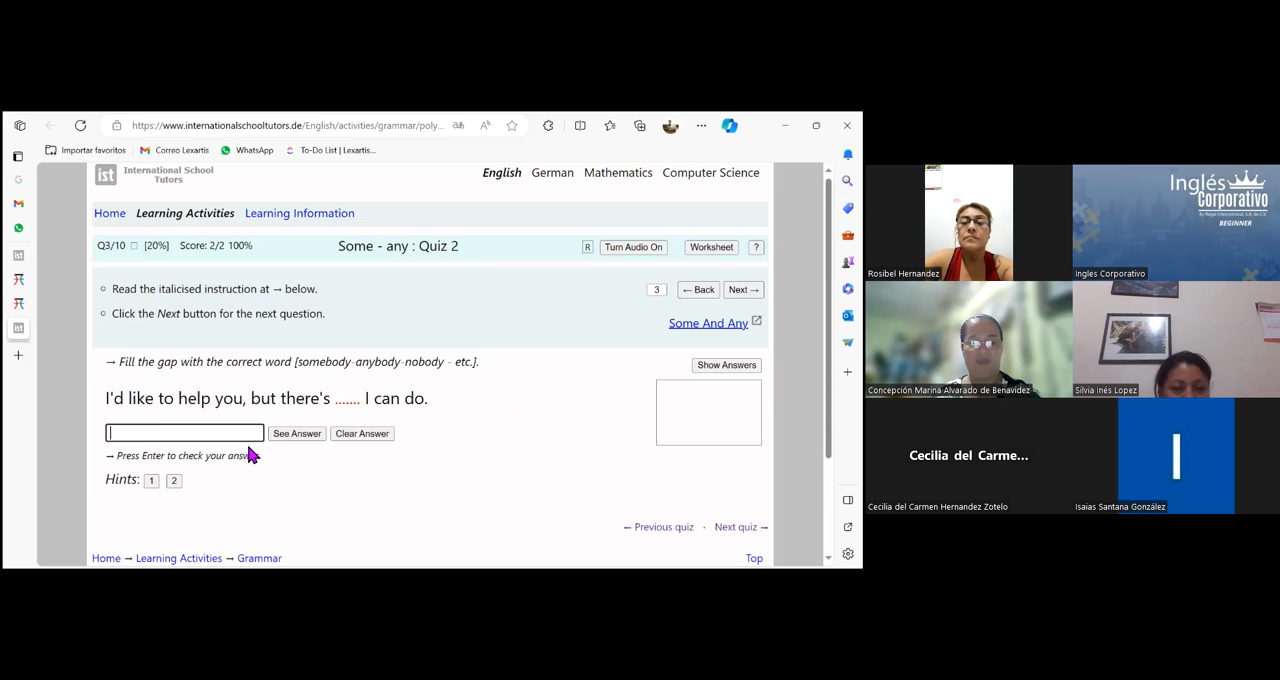 https://www.internationalschooltutors.de/English/activities/grammar/poly...
Importar favoritos
Correo Lexartis
WhatsApp
To-Do List | Lexartis...
ist
International School
Tutors
English German Mathematics Computer Science
Home Learning Activities Learning Information
Q3/10 □ [20%] Score: 2/2 100% Some - any : Quiz 2 R Turn Audio On Worksheet ?
Read the italicised instruction at → below. 3 ← Back Next →
Click the Next button for the next question.
Some And Any
→ Fill the gap with the correct word [somebody-anybody-nobody - etc.]. Show Answers
I'd like to help you, but there's ....... I can do.
See Answer Clear Answer
→ Press Enter to check your answ
Hints: 1 2
← Previous quiz · Next quiz →
Home → Learning Activities → Grammar Top
Rosibel Hernandez
Inglés
Corporativo
By Regal International, S.A. de C.V.
BEGINNER
Ingles Corporativo
Concepción Marina Alvarado de Benavidez
Silvia Inés Lopez
Cecilia del Carme...
Cecilia del Carmen Hernandez Zotelo
I
Isaias Santana González